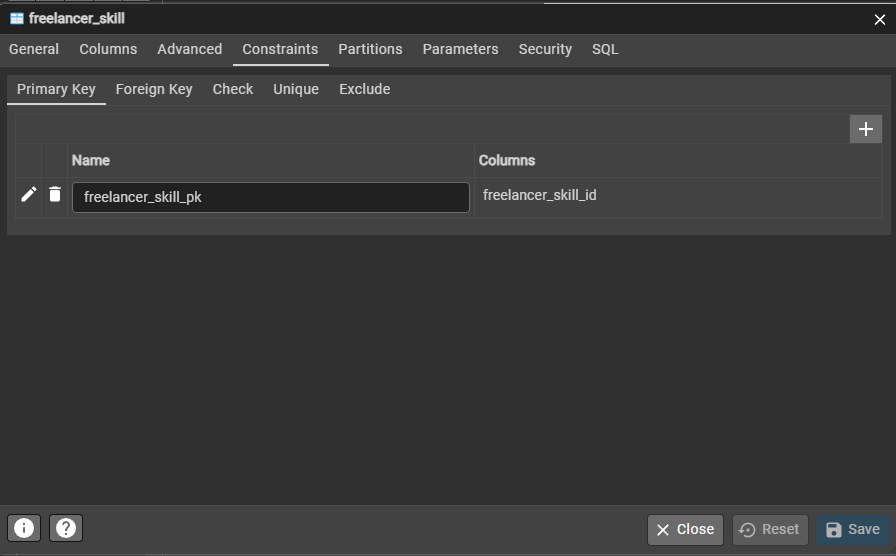 freelancer_skill
General Columns Advanced Constraints Partitions Parameters Security SQL
Primary Key Foreign Key Check Unique Exclude
Name Columns
freelancer_skill_pk freelancer_skill_id
Close Reset Save